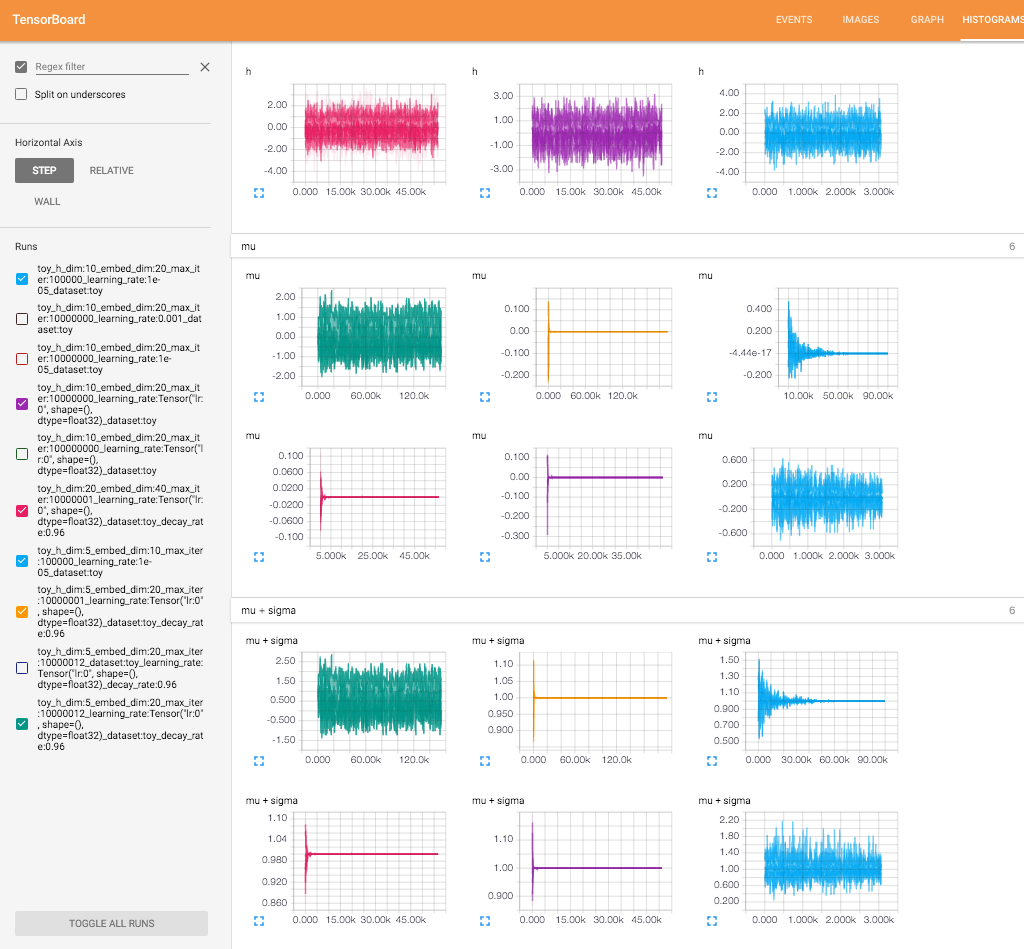 TensorBoard
EVENTS IMAGES GRAPH HISTOGRAMS
Regex filter
Split on underscores
Horizontal Axis
STEP RELATIVE
WALL
Runs
toy_h_dim:10_embed_dim:20_max_it
er:100000_learning_rate:1e-
05_dataset:toy
toy_h_dim:10_embed_dim:20_max_it
er:10000000_learning_rate:0.001_dat
aset:toy
toy_h_dim:10_embed_dim:20_max_it
er:10000000_learning_rate:1e-
05_dataset:toy
toy_h_dim:10_embed_dim:20_max_it
er:10000000_learning_rate:Tensor("lr:
0", shape=(),
dtype=float32)_dataset:toy
toy_h_dim:10_embed_dim:20_max_it
er:100000000_learning_rate:Tensor("l
r:0", shape=(),
dtype=float32)_dataset:toy
toy_h_dim:20_embed_dim:40_max_it
er:10000001_learning_rate:Tensor("lr:
0", shape=(),
dtype=float32)_dataset:toy_decay_rat
e:0.96
toy_h_dim:5_embed_dim:10_max_iter
:100000_learning_rate:1e-
05_dataset:toy
toy_h_dim:5_embed_dim:20_max_iter
:10000001_learning_rate:Tensor("lr:0"
, shape=(),
dtype=float32)_dataset:toy_decay_rat
e:0.96
toy_h_dim:5_embed_dim:20_max_iter
:10000012_dataset:toy_learning_rate:
Tensor("lr:0", shape=(),
dtype=float32)_decay_rate:0.96
toy_h_dim:5_embed_dim:20_max_iter
:10000012_learning_rate:Tensor("lr:0"
, shape=(),
dtype=float32)_dataset:toy_decay_rat
e:0.96
TOGGLE ALL RUNS
h
2.00
0.00
-2.00
-4.00
0.000 15.00k 30.00k 45.00k
h
3.00
1.00
-1.00
-3.00
0.000 15.00k 30.00k 45.00k
h
4.00
2.00
0.00
-2.00
-4.00
0.000 1.000k 2.000k 3.000k
mu 6
mu
2.00
1.00
0.00
-1.00
-2.00
0.000 60.00k 120.0k
mu
0.100
0.00
-0.100
-0.200
0.000 60.00k 120.0k
mu
0.400
0.200
-4.44e-17
-0.200
10.00k 50.00k 90.00k
mu
0.100
0.0600
0.0200
-0.0200
-0.0600
-0.100
5.000k 25.00k 45.00k
mu
0.100
0.00
-0.100
-0.200
-0.300
5.000k 20.00k 35.00k
mu
0.600
0.200
-0.200
-0.600
0.000 1.000k 2.000k 3.000k
mu + sigma 6
mu + sigma
2.50
1.50
0.500
-0.500
-1.50
0.000 60.00k 120.0k
mu + sigma
1.10
1.05
1.00
0.950
0.900
0.000 60.00k 120.0k
mu + sigma
1.50
1.30
1.10
0.900
0.700
0.500
0.000 30.00k 60.00k 90.00k
mu + sigma
1.10
1.04
0.980
0.920
0.860
0.000 15.00k 30.00k 45.00k
mu + sigma
1.10
1.00
0.900
0.000 15.00k 30.00k 45.00k
mu + sigma
2.20
1.80
1.40
1.00
0.600
0.200
0.000 1.000k 2.000k 3.000k